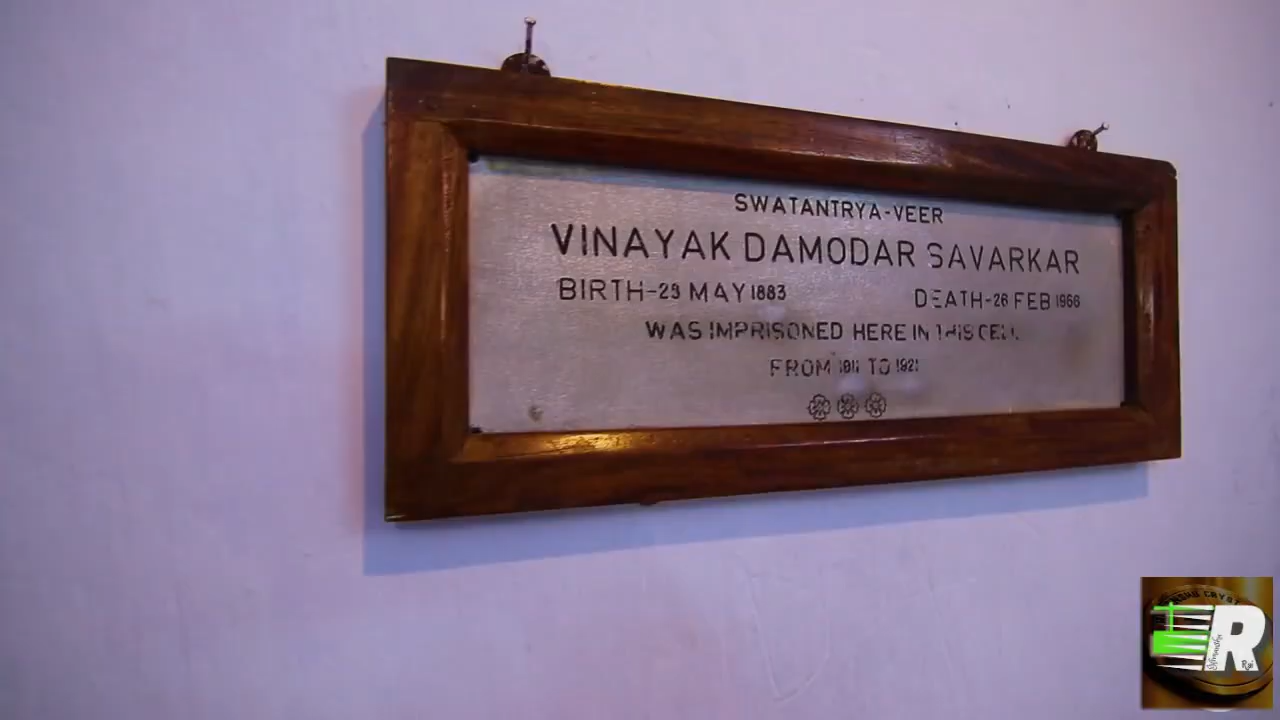 SWATANTRYA-VEER
VINAYAK DAMODAR SAVARKAR
BIRTH-28 MAY 1883 DEATH-26 FEB 1966
WAS IMPRISONED HERE IN THIS CELL
FROM 1911 TO 1921
R